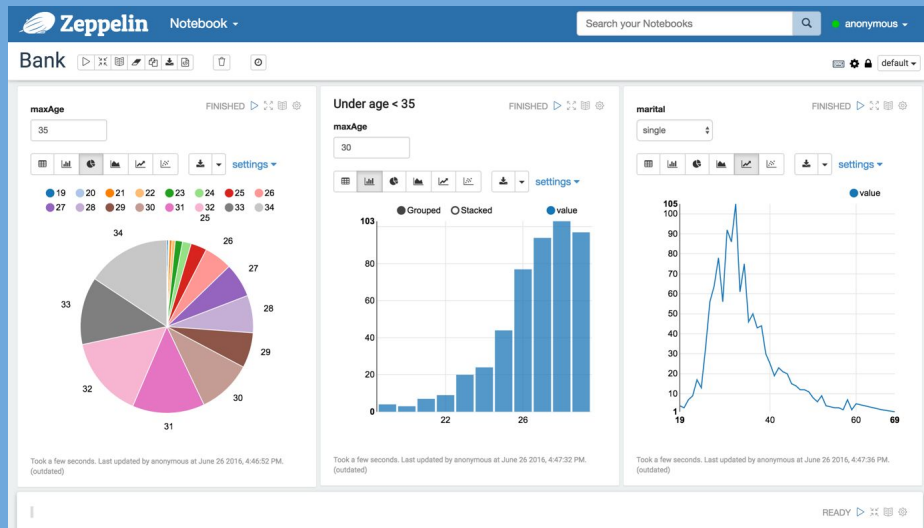 Zeppelin Notebook
Search your Notebooks
anonymous
Bank
default
maxAge
FINISHED
35
settings
19 20 21 22 23 24 25 26
27 28 29 30 31 32 33 34
25
34
26
27
33
28
29
32
30
31
Took a few seconds. Last updated by anonymous at June 26 2016, 4:46:52 PM.
(outdated)
Under age < 35
FINISHED
maxAge
30
settings
Grouped Stacked value
103
80
60
40
20
0
22 26
Took a few seconds. Last updated by anonymous at June 26 2016, 4:47:32 PM.
(outdated)
marital
FINISHED
single
settings
value
105
100
90
80
70
60
50
40
30
20
10
1
19 40 60 69
Took a few seconds. Last updated by anonymous at June 26 2016, 4:47:36 PM.
(outdated)
READY